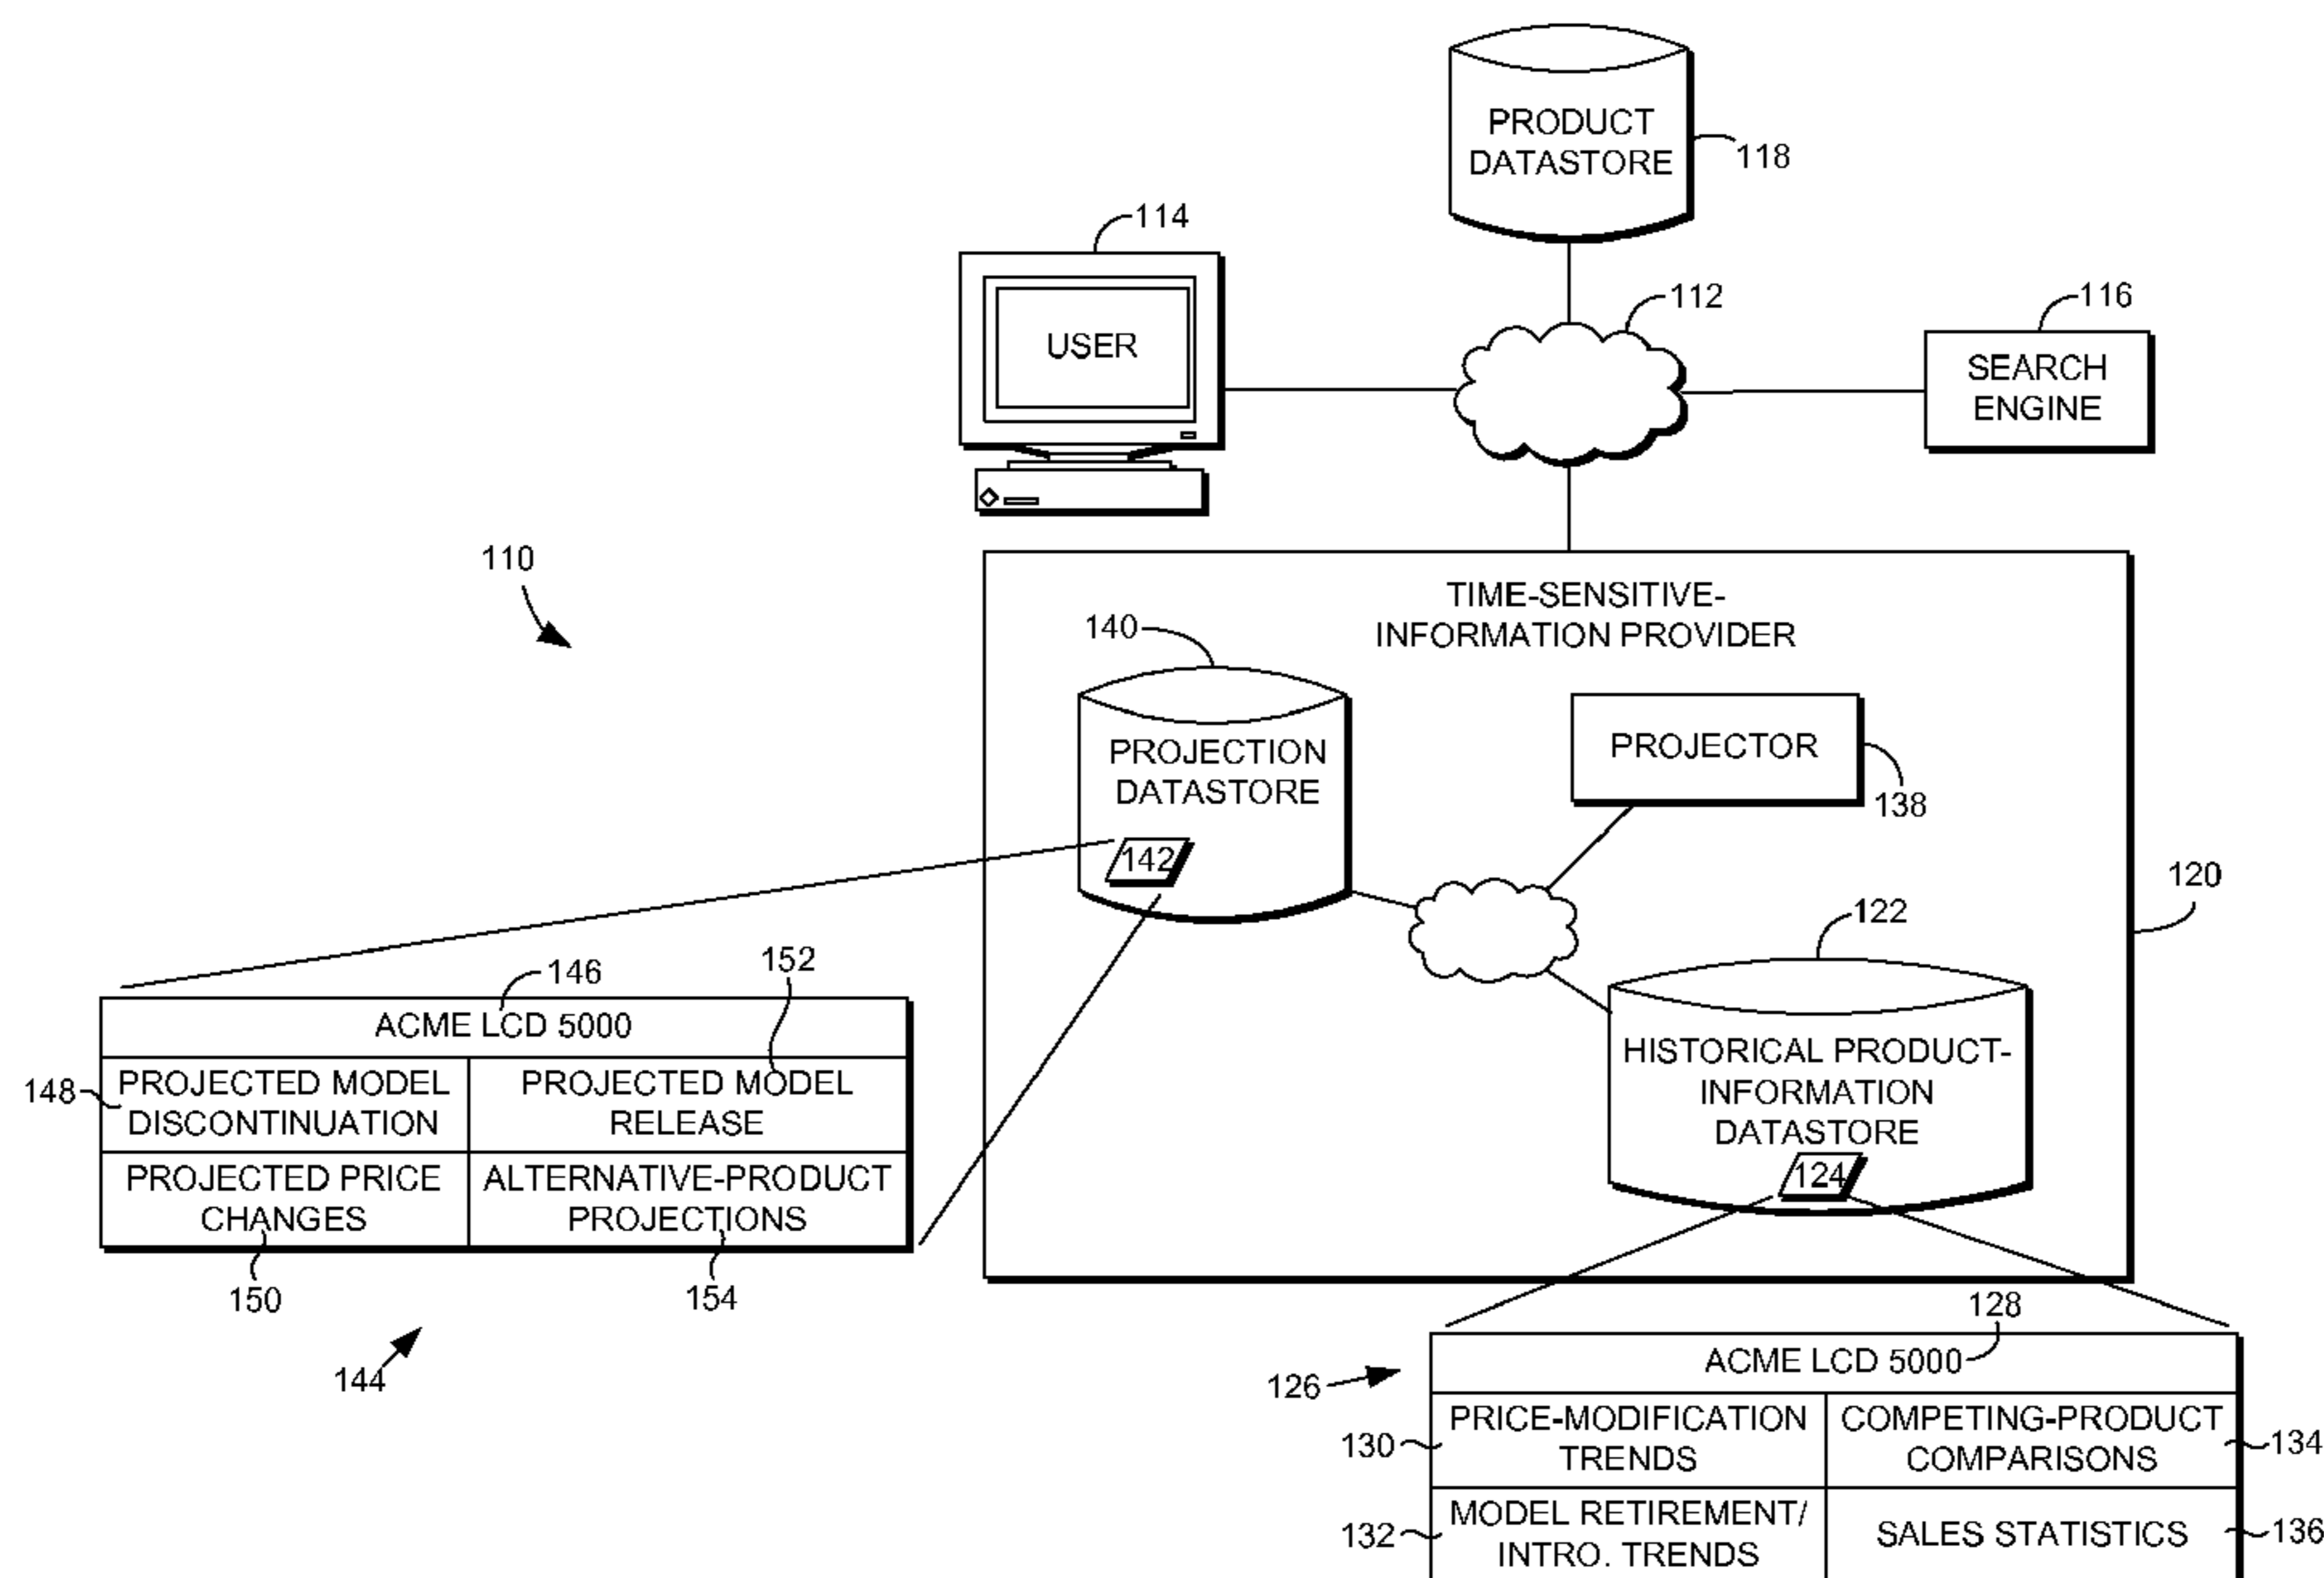 PRODUCT
DATASTORE
118
114
USER
112
116
SEARCH
ENGINE
110
TIME-SENSITIVE-
INFORMATION PROVIDER
140
PROJECTION
DATASTORE
142
PROJECTOR
138
120
122
HISTORICAL PRODUCT-
INFORMATION
DATASTORE
124
146
152
ACME LCD 5000
148
PROJECTED MODEL
DISCONTINUATION
PROJECTED MODEL
RELEASE
PROJECTED PRICE
CHANGES
ALTERNATIVE-PRODUCT
PROJECTIONS
150
154
144
128
126
ACME LCD 5000
130
PRICE-MODIFICATION
TRENDS
COMPETING-PRODUCT
COMPARISONS
134
132
MODEL RETIREMENT/
INTRO. TRENDS
SALES STATISTICS
136